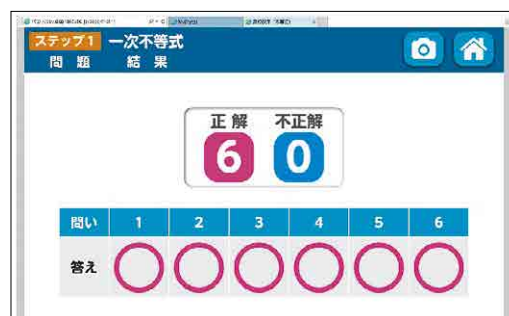 ステップ1 一次不等式
問 題 結 果
正 解 不正解
6 0
問い 1 2 3 4 5 6
答え